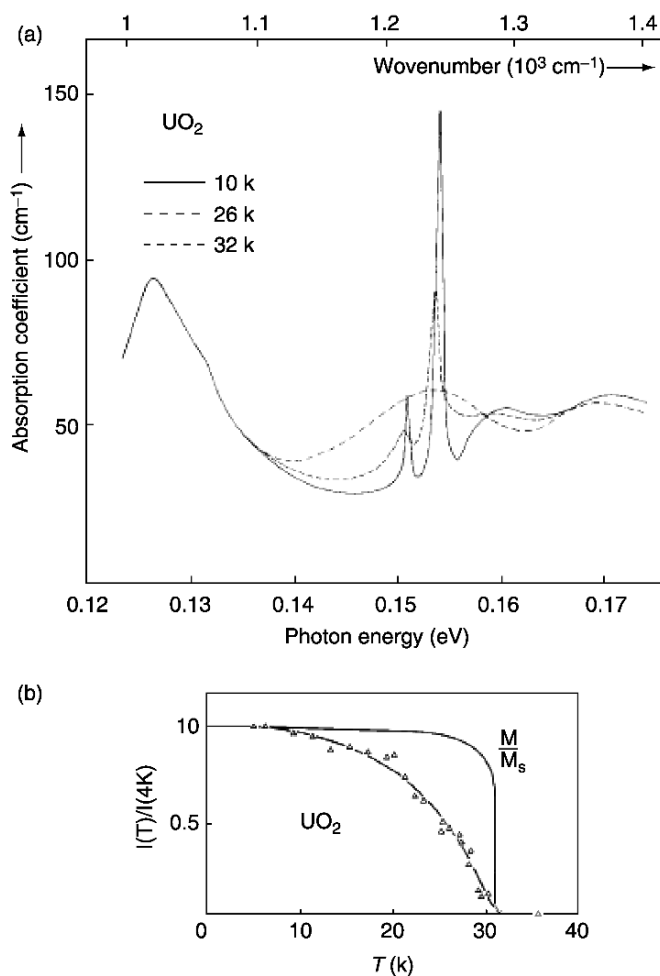 (a)
1 1.1 1.2 1.3 1.4
Wovenumber (10³ cm⁻¹)
Absorption coefficient (cm⁻¹)
150
100
50
UO₂
10 k
26 k
32 k
0.12 0.13 0.14 0.15 0.16 0.17
Photon energy (eV)
(b)
I(T)/I(4K)
10
0.5
UO₂
M
Mₛ
0 10 20 30 40
T (k)